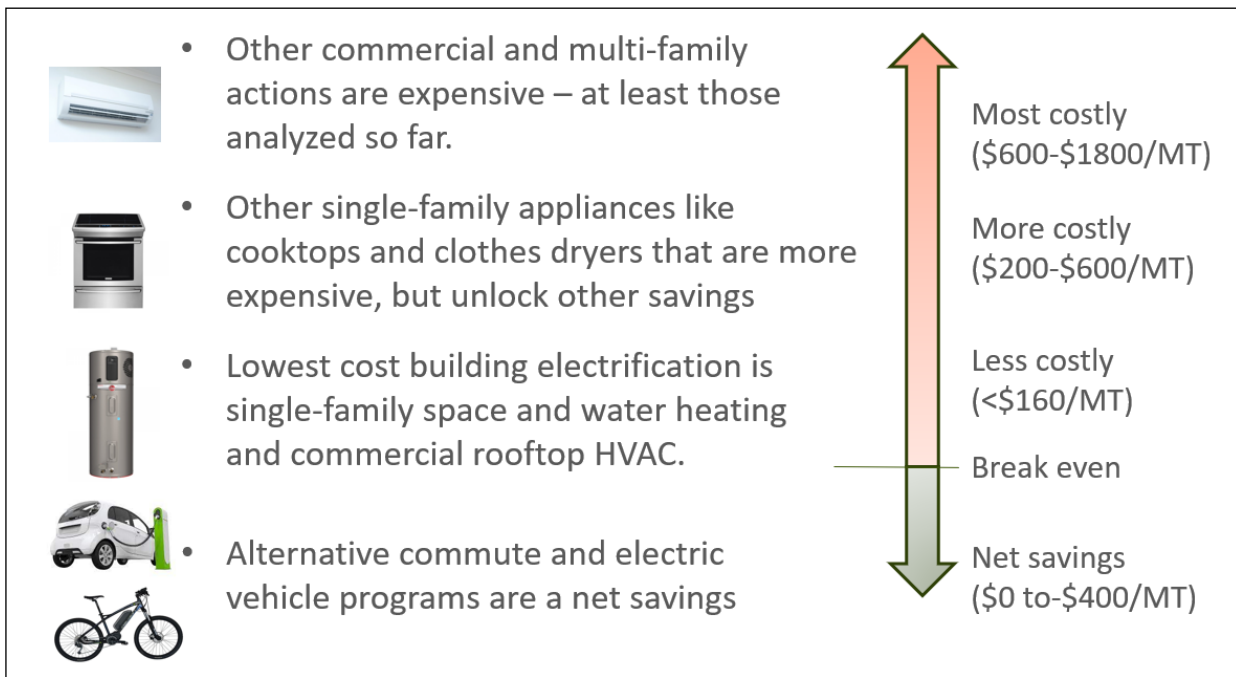 • Other commercial and multi-family
actions are expensive – at least those
analyzed so far.
• Other single-family appliances like
cooktops and clothes dryers that are more
expensive, but unlock other savings
• Lowest cost building electrification is
single-family space and water heating
and commercial rooftop HVAC.
• Alternative commute and electric
vehicle programs are a net savings
Most costly
($600-$1800/MT)
More costly
($200-$600/MT)
Less costly
(<$160/MT)
Break even
Net savings
($0 to-$400/MT)